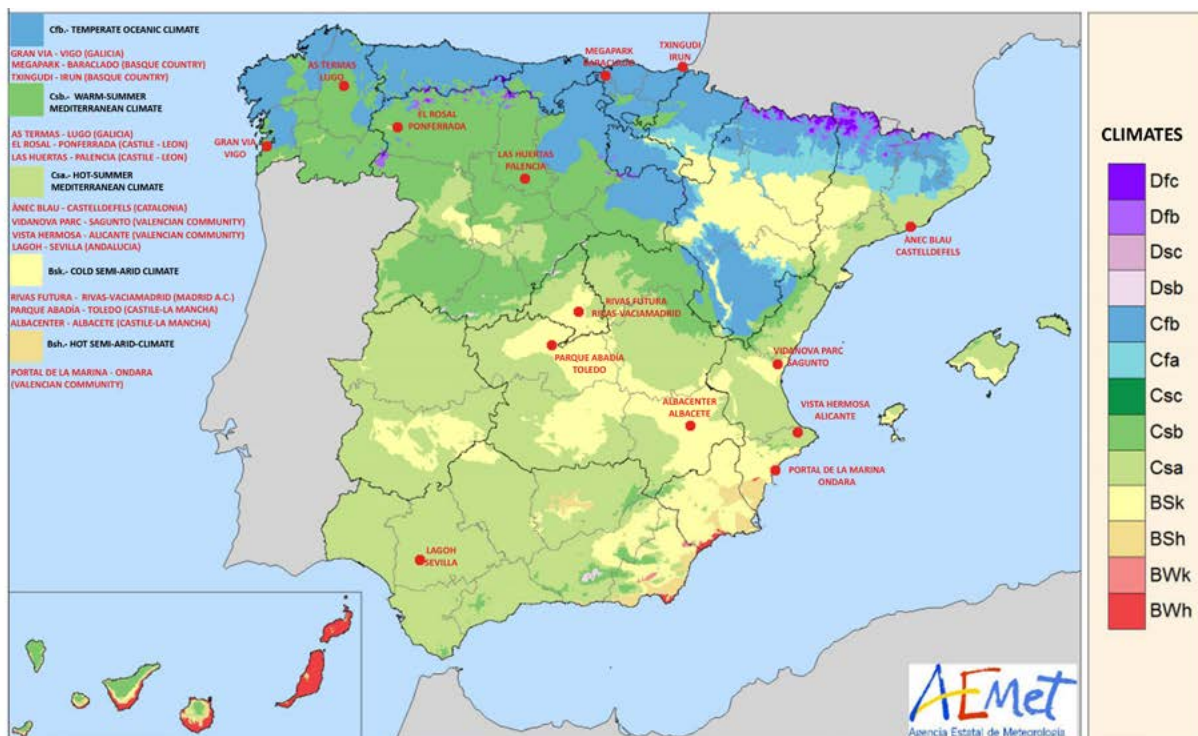 Cfb.- TEMPERATE OCEANIC CLIMATE
GRAN VIA - VIGO (GALICIA)
MEGAPARK - BARACLADO (BASQUE COUNTRY)
TXINGUDI - IRUN (BASQUE COUNTRY)
Csb.- WARM-SUMMER
MEDITERRANEAN CLIMATE
AS TERMAS - LUGO (GALICIA)
EL ROSAL - PONFERRADA (CASTILE - LEON)
LAS HUERTAS - PALENCIA (CASTILE - LEON)
Csa.- HOT-SUMMER
MEDITERRANEAN CLIMATE
ÀNEC BLAU - CASTELLDEFELS (CATALONIA)
VIDANOVA PARC - SAGUNTO (VALENCIAN COMMUNITY)
VISTA HERMOSA - ALICANTE (VALENCIAN COMMUNITY)
LAGOH - SEVILLA (ANDALUCIA)
Bsk.- COLD SEMI-ARID CLIMATE
RIVAS FUTURA - RIVAS-VACIAMADRID (MADRID A.C.)
PARQUE ABADÍA - TOLEDO (CASTILE-LA MANCHA)
ALBACENTER - ALBACETE (CASTILE-LA MANCHA)
Bsh.- HOT SEMI-ARID-CLIMATE
PORTAL DE LA MARINA - ONDARA
(VALENCIAN COMMUNITY)
AS TERMAS
LUGO
MEGAPARK
BARACLADO
TXINGUDI
IRUN
EL ROSAL
PONFERRADA
GRAN VIA
VIGO
LAS HUERTAS
PALENCIA
ÀNEC BLAU
CASTELLDEFELS
RIVAS FUTURA
RICAS-VACIAMADRID
PARQUE ABADÍA
TOLEDO
VIDANOVA PARC
SAGUNTO
ALBACENTER
ALBACETE
VISTA HERMOSA
ALICANTE
PORTAL DE LA MARINA
ONDARA
LAGOH
SEVILLA
CLIMATES
Dfc
Dfb
Dsc
Dsb
Cfb
Cfa
Csc
Csb
Csa
BSk
BSh
BWk
BWh
AEMet
Agencia Estatal de Meteorología